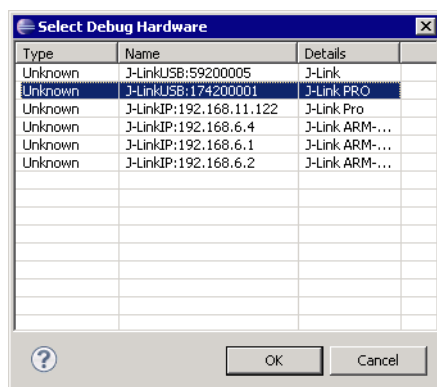 Select Debug Hardware
Type Name Details
Unknown J-LinkUSB:59200005 J-Link
Unknown J-LinkUSB:174200001 J-Link PRO
Unknown J-LinkIP:192.168.11.122 J-Link Pro
Unknown J-LinkIP:192.168.6.4 J-Link ARM-...
Unknown J-LinkIP:192.168.6.1 J-Link ARM-...
Unknown J-LinkIP:192.168.6.2 J-Link ARM-...
? OK Cancel